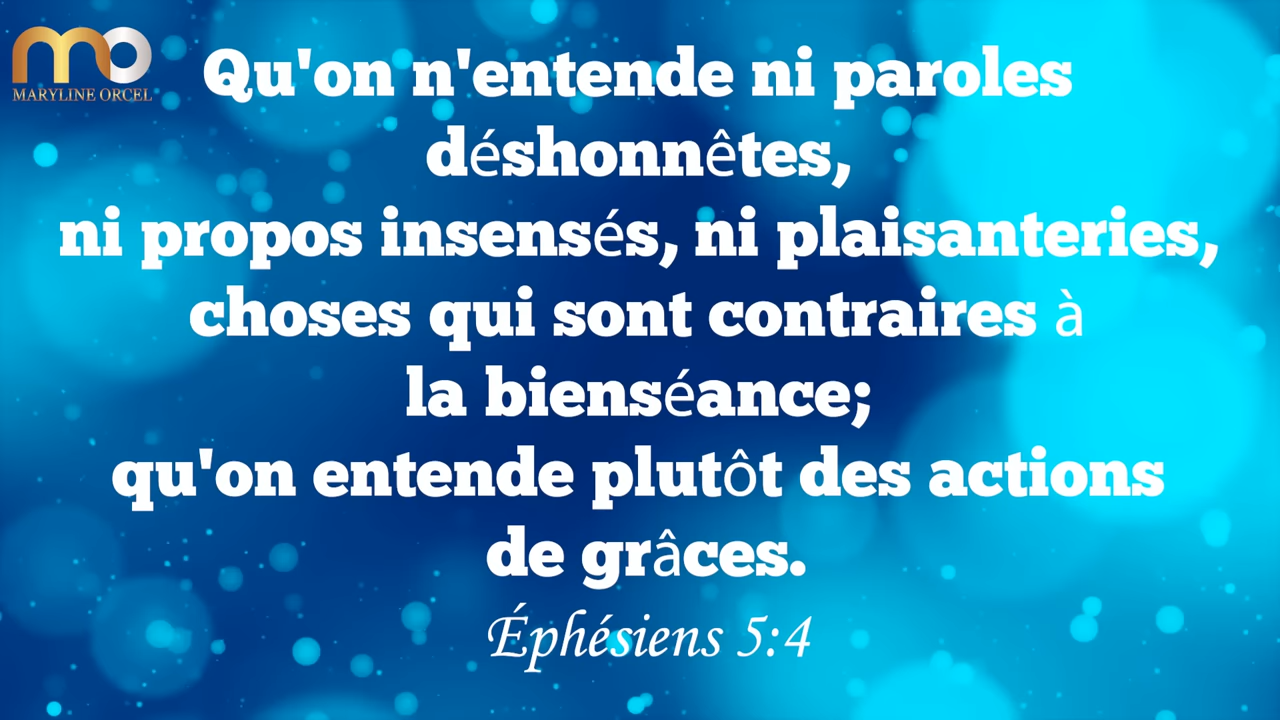 mo
MARYLINE ORCEL
Qu'on n'entende ni paroles
déshonnêtes,
ni propos insensés, ni plaisanteries,
choses qui sont contraires à
la bienséance;
qu'on entende plutôt des actions
de grâces.
Éphésiens 5:4